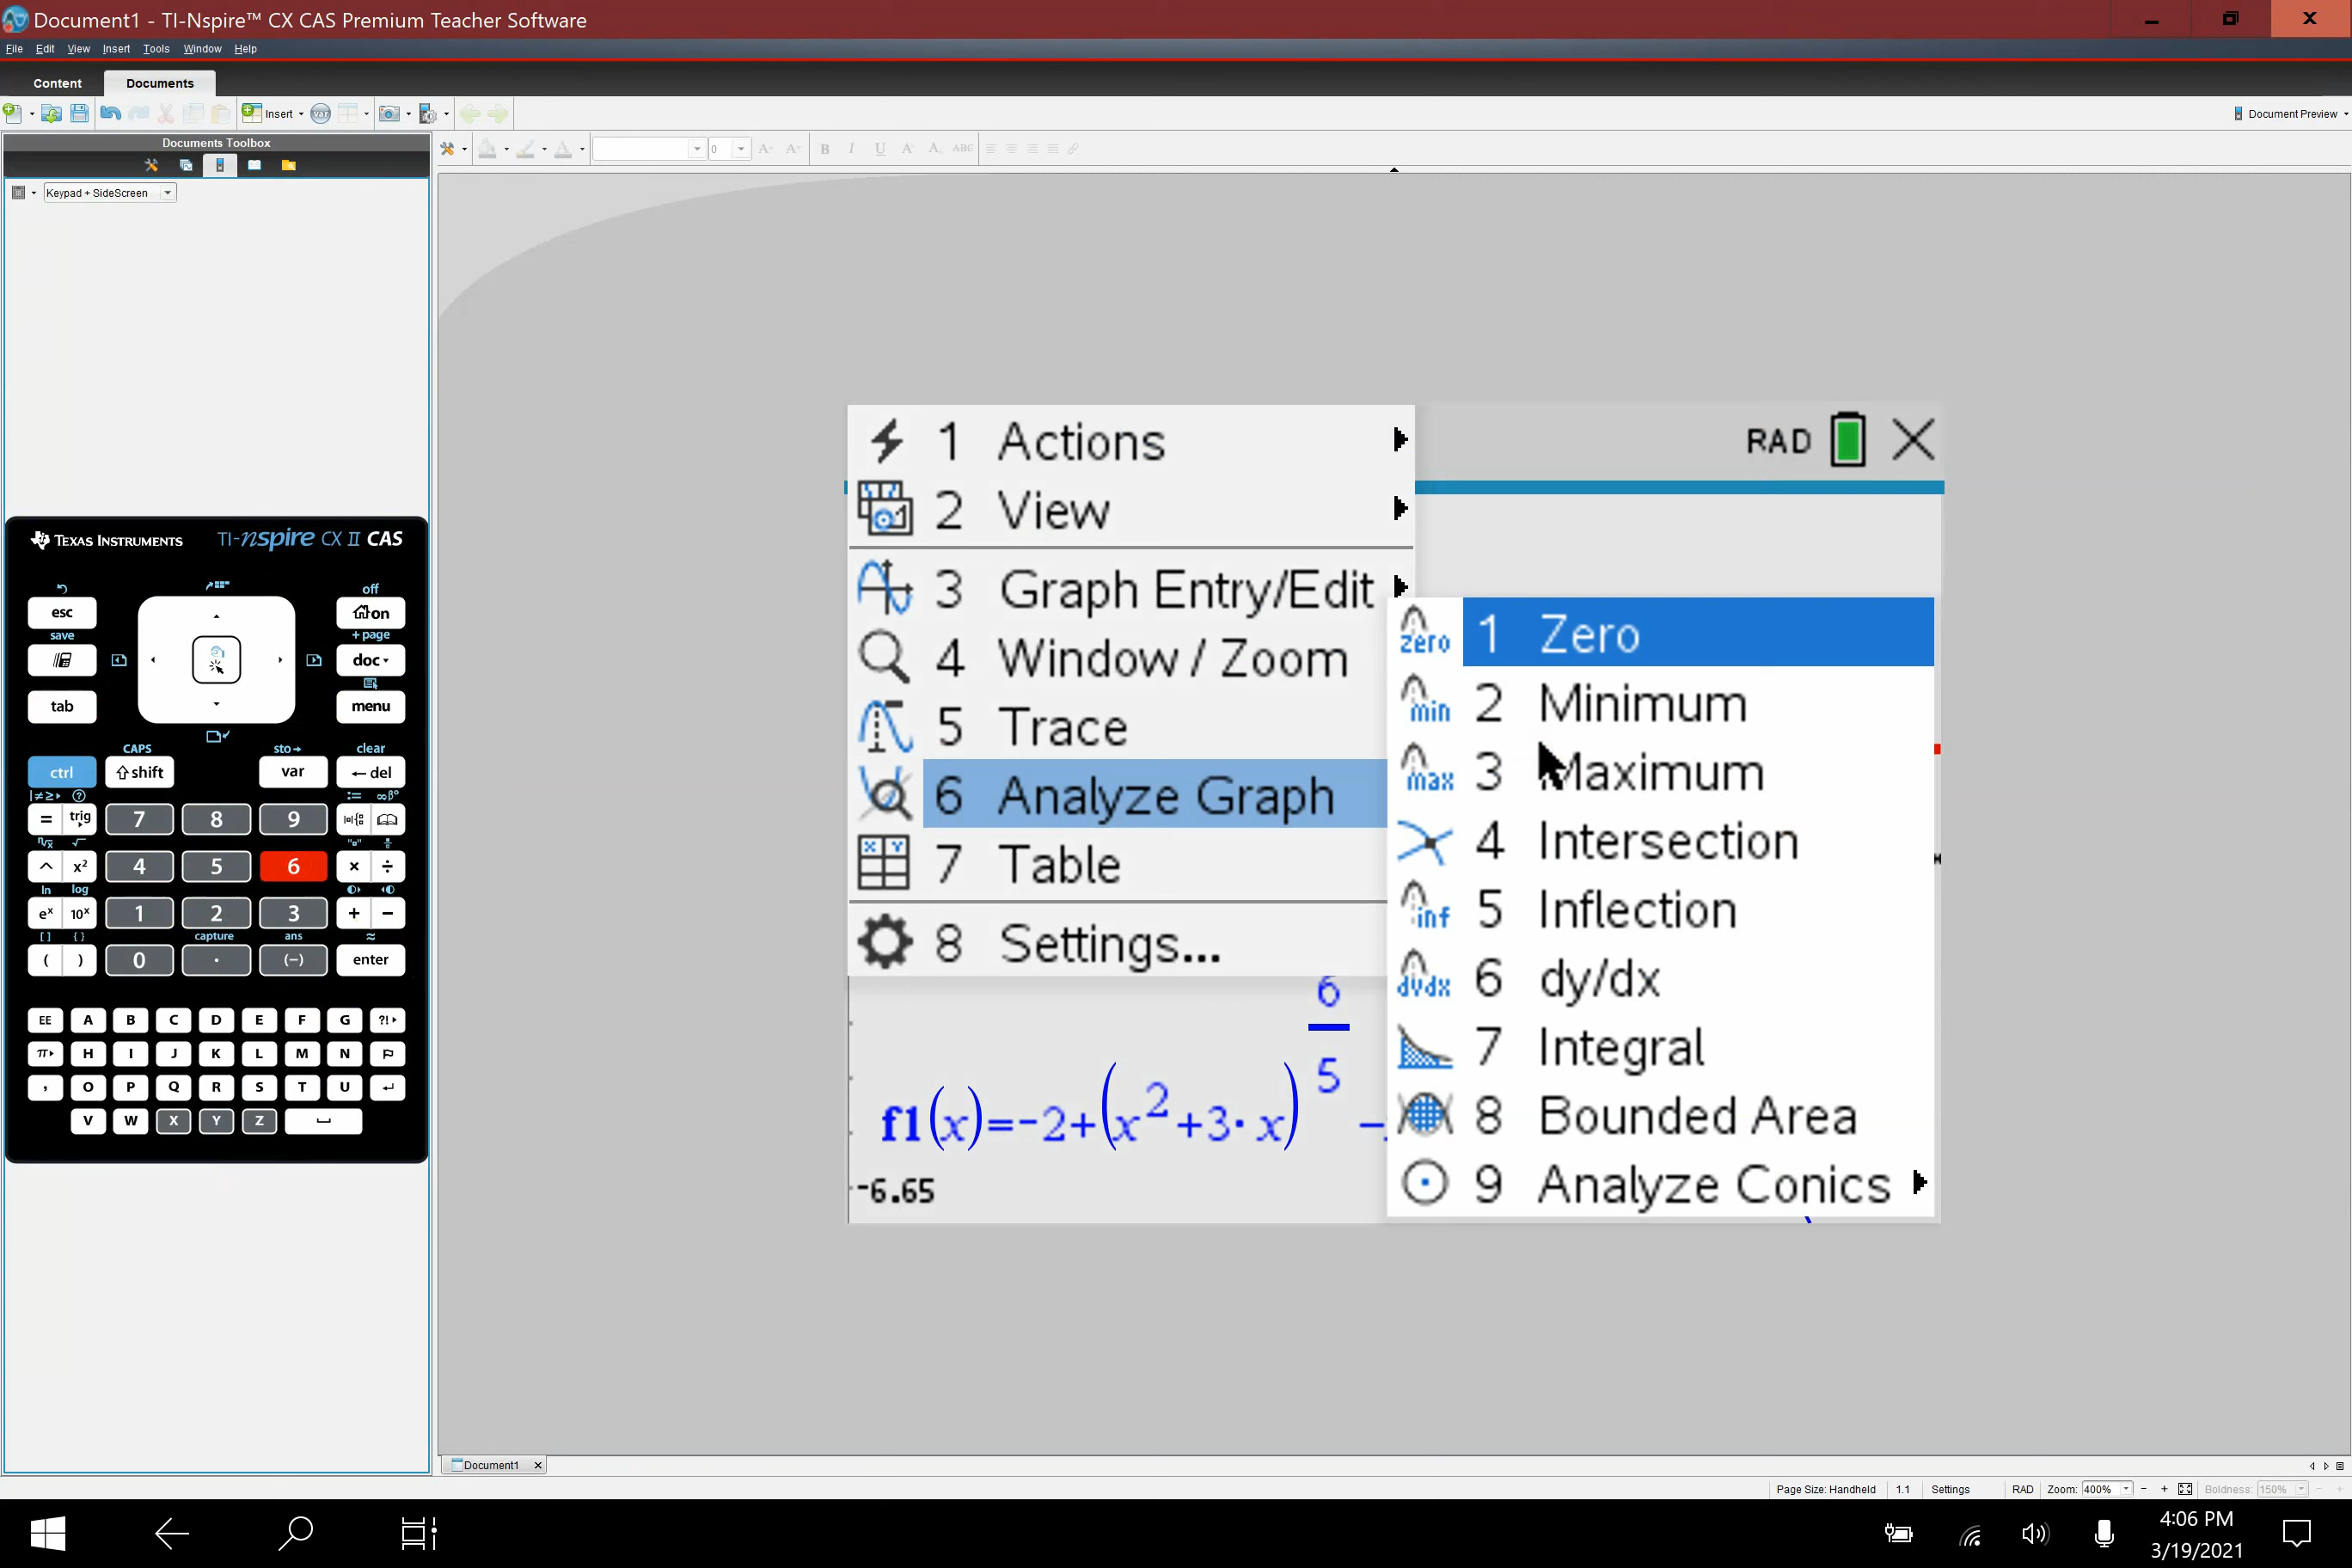 Document1 - TI-Nspire™ CX CAS Premium Teacher Software
File Edit View Insert Tools Window Help
Content Documents
Insert VAR Document Preview
Documents Toolbox
0 A A B I U A A ABC
Keypad + SideScreen
RAD
1 Actions
2 View
3 Graph Entry/Edit
4 Window / Zoom
5 Trace
6 Analyze Graph
7 Table
8 Settings...
zero 1 Zero
min 2 Minimum
max 3 Maximum
4 Intersection
inf 5 Inflection
dydx 6 dy/dx
7 Integral
8 Bounded Area
9 Analyze Conics
6
5
f1(x)=-2+(x²+3·x) -
-6.65
TEXAS INSTRUMENTS TI-nspire CX II CAS
off
esc on
save + page
doc
tab menu
CAPS sto→ clear
ctrl shift var ← del
|≠≥▸ ? := ∞β°
= trig 7 8 9 |▫|{
ⁿ√x √ "▫" ÷
^ x² 4 5 6 × ÷
ln log
eˣ 10ˣ 1 2 3 + −
[ ] { } capture ans ≈
( ) 0 . (−) enter
EE A B C D E F G ?!▸
π▸ H I J K L M N
, O P Q R S T U
V W X Y Z
Document1
Page Size: Handheld 1.1 Settings RAD Zoom: 400% - + Boldness: 150% - +
4:06 PM
3/19/2021